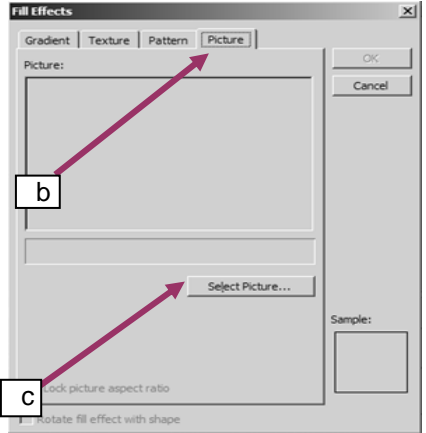 Fill Effects
Gradient Texture Pattern Picture
Picture:
OK
Cancel
b
Select Picture...
Sample:
c
Lock picture aspect ratio
Rotate fill effect with shape